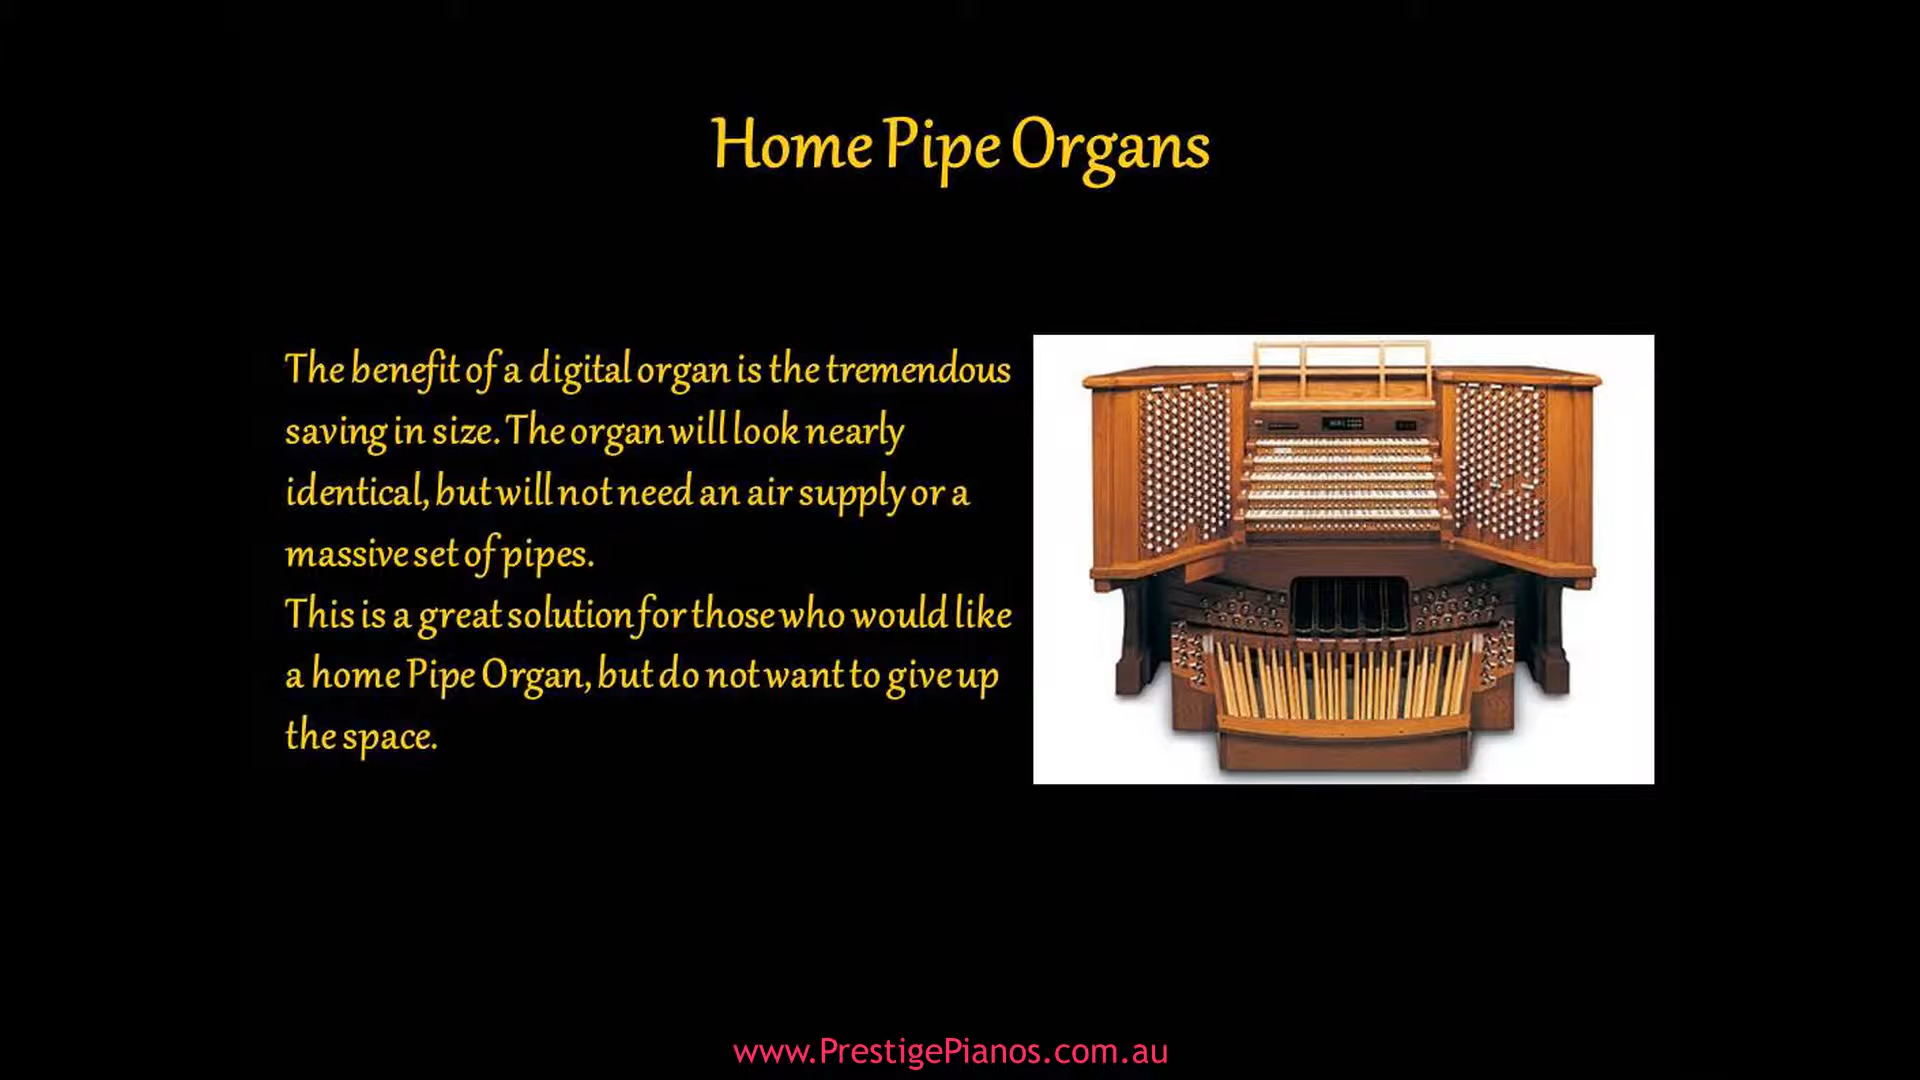 Home Pipe Organs
The benefit of a digital organ is the tremendous
saving in size. The organ will look nearly
identical, but will not need an air supply or a
massive set of pipes.
This is a great solution for those who would like
a home Pipe Organ, but do not want to give up
the space.
www.PrestigePianos.com.au